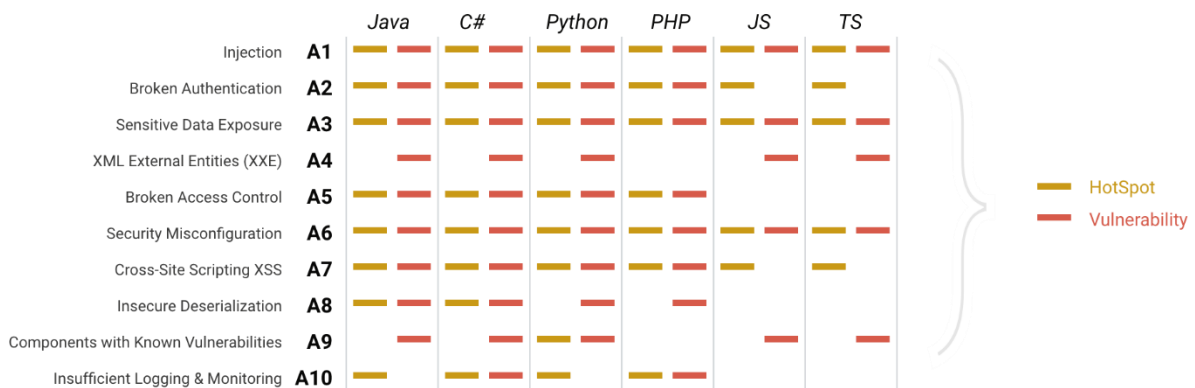 Java C# Python PHP JS TS
Injection A1
Broken Authentication A2
Sensitive Data Exposure A3
XML External Entities (XXE) A4
Broken Access Control A5
Security Misconfiguration A6
Cross-Site Scripting XSS A7
Insecure Deserialization A8
Components with Known Vulnerabilities A9
Insufficient Logging & Monitoring A10
HotSpot
Vulnerability